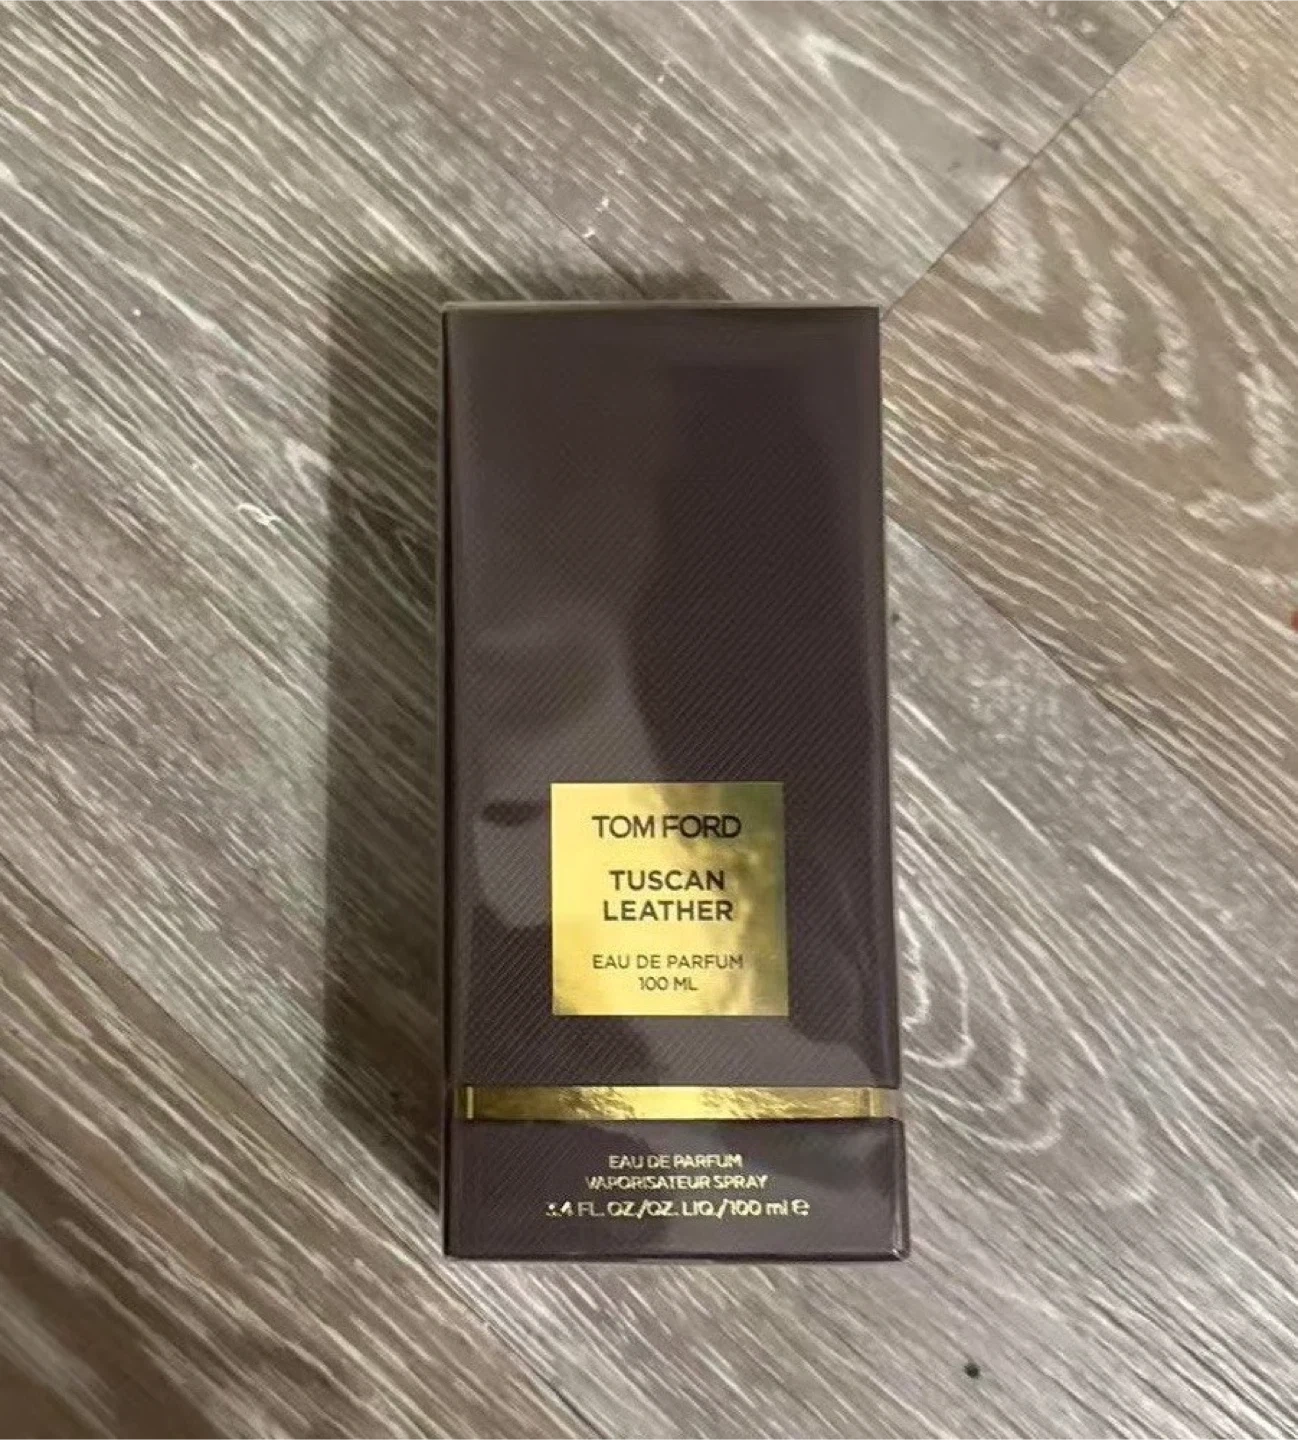 TOM FORD
TUSCAN
LEATHER
EAU DE PARFUM
100 ML
EAU DE PARFUM
VAPORISATEUR SPRAY
3.4 FL. OZ./OZ. LIQ./100 ml ℮